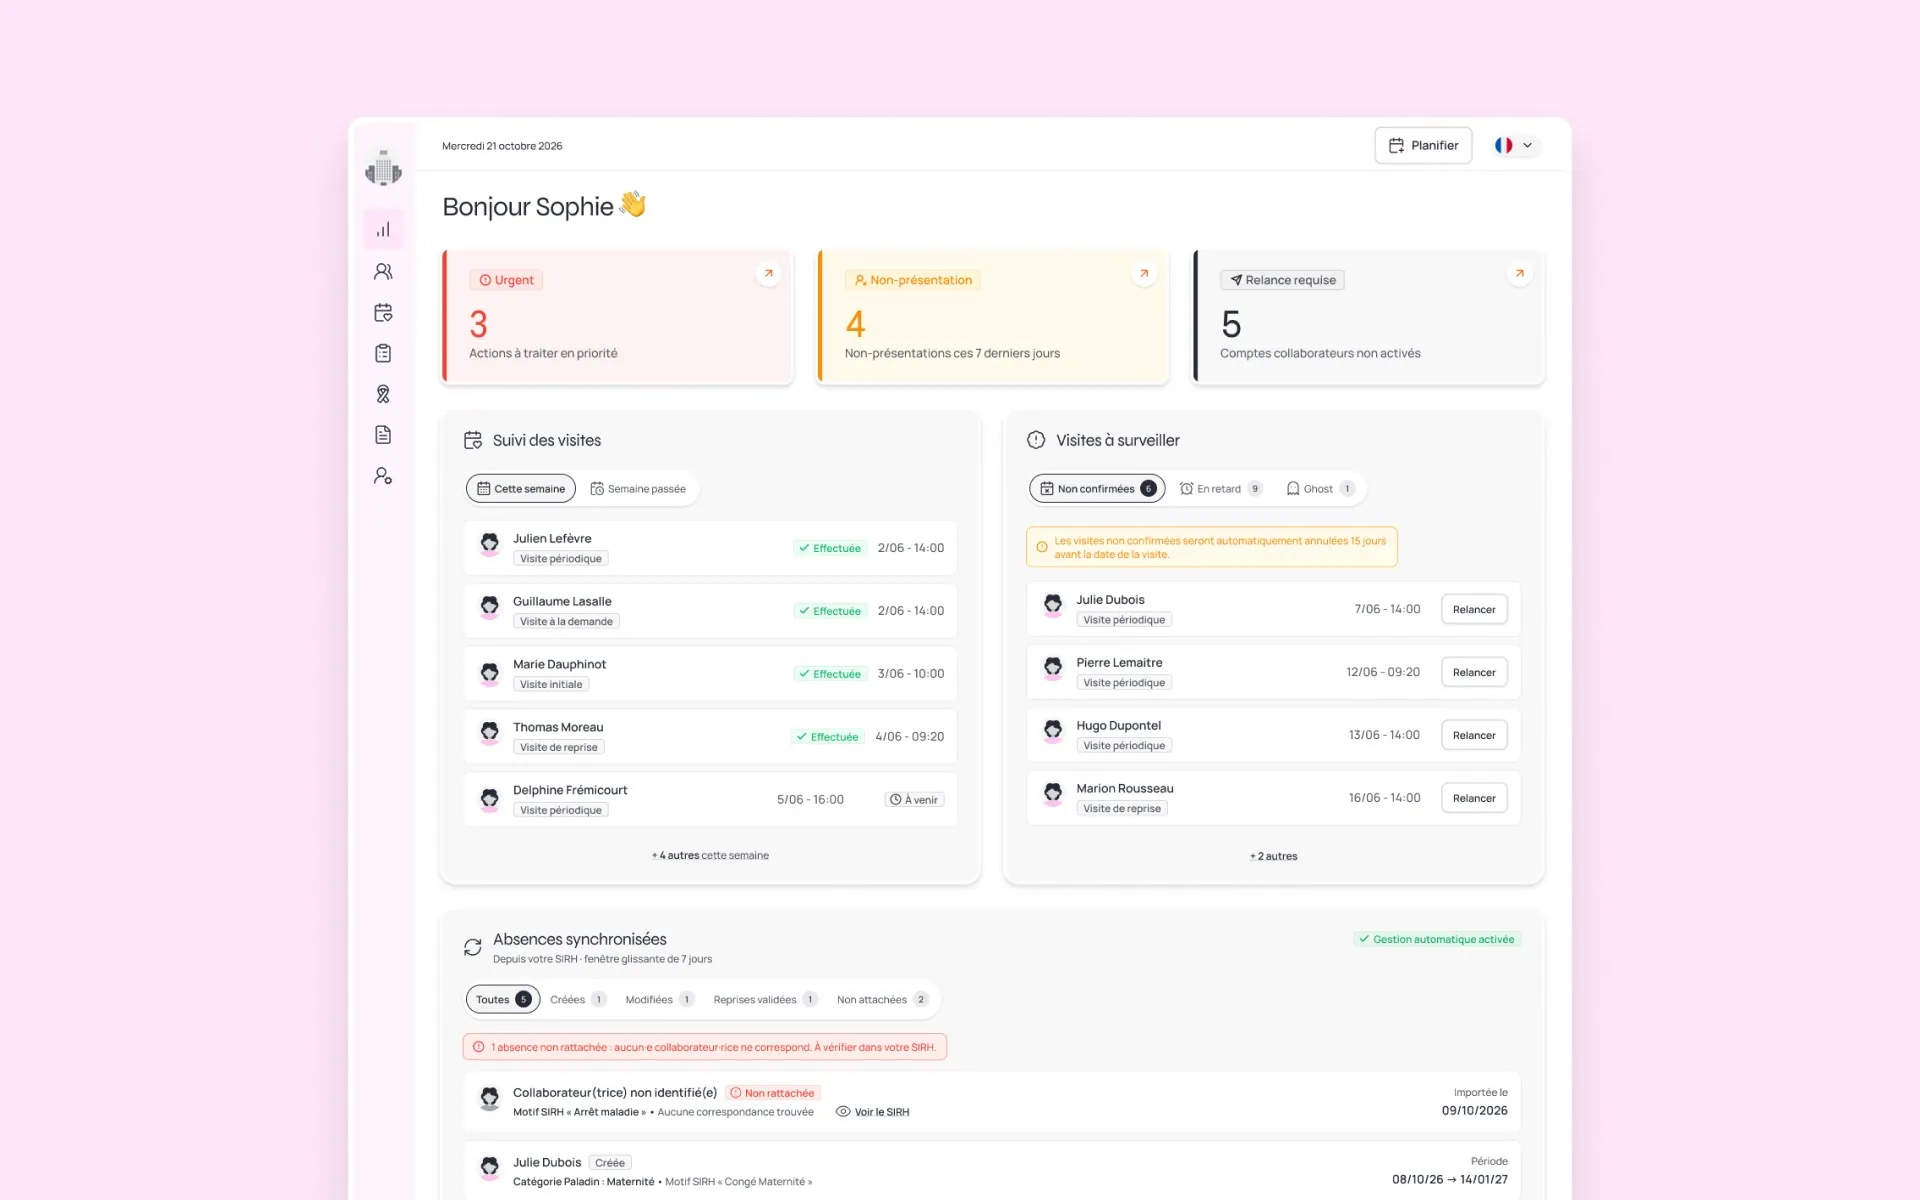 Mercredi 21 octobre 2026
Planifier
Bonjour Sophie 👋
Urgent
3
Actions à traiter en priorité
Non-présentation
4
Non-présentations ces 7 derniers jours
Relance requise
5
Comptes collaborateurs non activés
Suivi des visites
Cette semaine
Semaine passée
Julien Lefèvre
Visite périodique
Effectuée
2/06 - 14:00
Guillaume Lasalle
Visite à la demande
Effectuée
2/06 - 14:00
Marie Dauphinot
Visite initiale
Effectuée
3/06 - 10:00
Thomas Moreau
Visite de reprise
Effectuée
4/06 - 09:20
Delphine Frémicourt
Visite périodique
5/06 - 16:00
À venir
+ 4 autres cette semaine
Visites à surveiller
Non confirmées 6
En retard 9
Ghost 1
Les visites non confirmées seront automatiquement annulées 15 jours
avant la date de la visite.
Julie Dubois
Visite périodique
7/06 - 14:00
Relancer
Pierre Lemaitre
Visite périodique
12/06 - 09:20
Relancer
Hugo Dupontel
Visite périodique
13/06 - 14:00
Relancer
Marion Rousseau
Visite de reprise
16/06 - 14:00
Relancer
+ 2 autres
Absences synchronisées
Depuis votre SIRH · fenêtre glissante de 7 jours
Gestion automatique activée
Toutes 5
Créées 1
Modifiées 1
Reprises validées 1
Non attachées 2
1 absence non rattachée : aucun·e collaborateur·rice ne correspond. À vérifier dans votre SIRH.
Collaborateur(trice) non identifié(e)
Non rattachée
Motif SIRH « Arrêt maladie » • Aucune correspondance trouvée
Voir le SIRH
Importée le
09/10/2026
Julie Dubois
Créée
Catégorie Paladin : Maternité • Motif SIRH « Congé Maternité »
Période
08/10/26 → 14/01/27